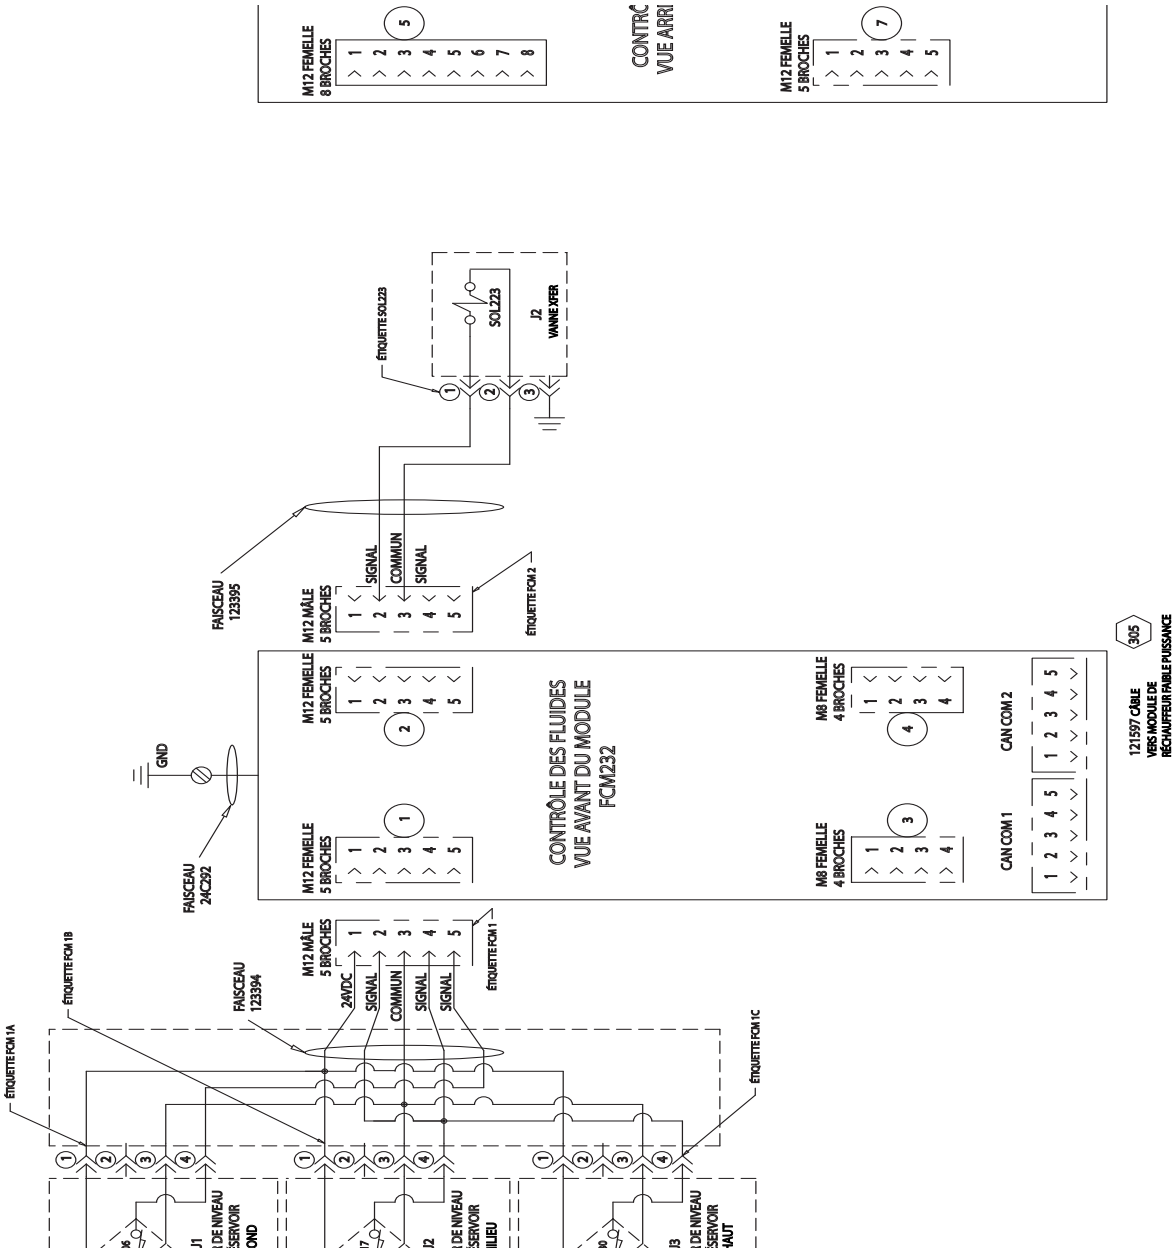 M12 FEMELLE
8 BROCHES
5
1 2 3 4 5 6 7 8
M12 FEMELLE
5 BROCHES
7
1 2 3 4 5
ÉTIQUETTE SOL223
SOL223
J2
VANNE XFER
1
2
3
FAISCEAU
123395
SIGNAL
COMMUN
SIGNAL
M12 MÂLE
5 BROCHES
1 2 3 4 5
ÉTIQUETTE FCM 2
GND
FAISCEAU
24C292
M12 FEMELLE
5 BROCHES
1 2 3 4 5
2
M12 FEMELLE
5 BROCHES
1 2 3 4 5
1
CONTRÔLE DES FLUIDES
VUE AVANT DU MODULE
FCM232
M8 FEMELLE
4 BROCHES
1 2 3 4
4
M8 FEMELLE
4 BROCHES
1 2 3 4
3
CAN COM 2
1 2 3 4 5
CAN COM 1
1 2 3 4 5
305
121597 CÂBLE
VERS MODULE DE
RÉCHAUFFEUR FAIBLE PUISSANCE
M12 MÂLE
5 BROCHES
1 2 3 4 5
ÉTIQUETTE FCM 1
24VDC
SIGNAL
COMMUN
SIGNAL
SIGNAL
FAISCEAU
123394
ÉTIQUETTE FCM 1A
ÉTIQUETTE FCM 1B
ÉTIQUETTE FCM 1C
1 2 3 4
1 2 3 4
1 2 3 4
J1
DE NIVEAU
J2
DE NIVEAU
J3
DE NIVEAU
HAUT